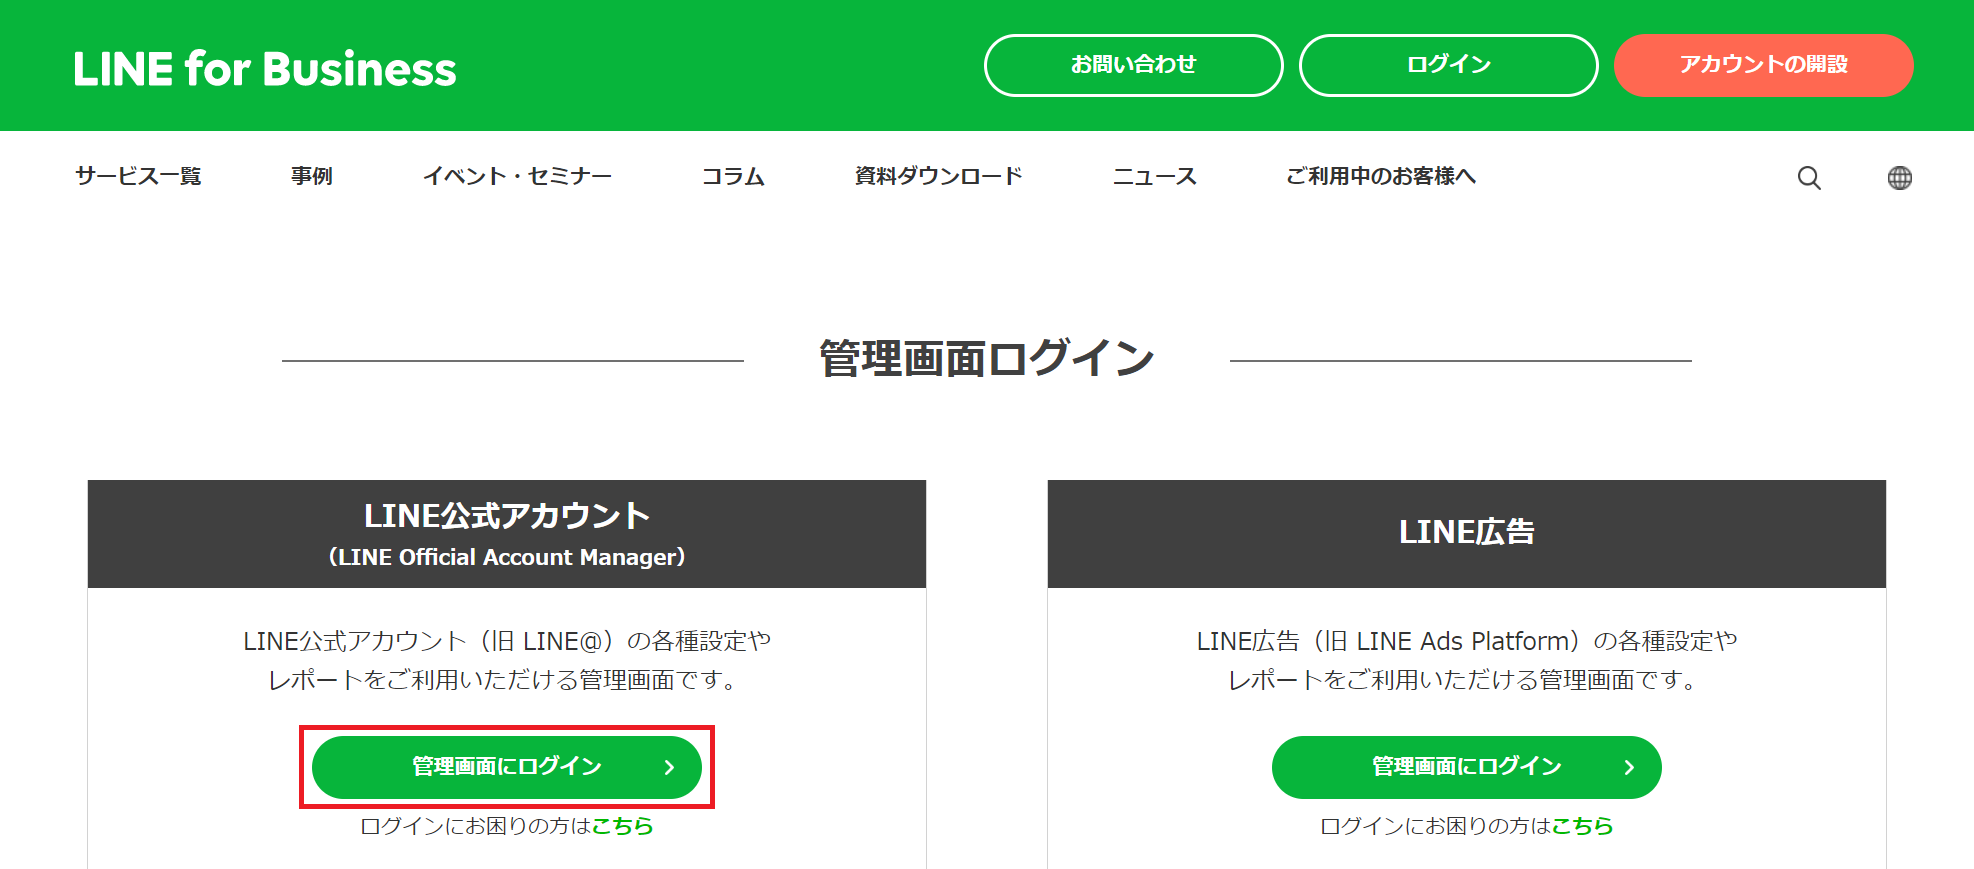 LINE for Business
お問い合わせ
ログイン
アカウントの開設
サービス一覧
事例
イベント・セミナー
コラム
資料ダウンロード
ニュース
ご利用中のお客様へ
管理画面ログイン
LINE公式アカウント
（LINE Official Account Manager）
LINE公式アカウント（旧 LINE@）の各種設定や
レポートをご利用いただける管理画面です。
管理画面にログイン
ログインにお困りの方はこちら
LINE広告
LINE広告（旧 LINE Ads Platform）の各種設定や
レポートをご利用いただける管理画面です。
管理画面にログイン
ログインにお困りの方はこちら